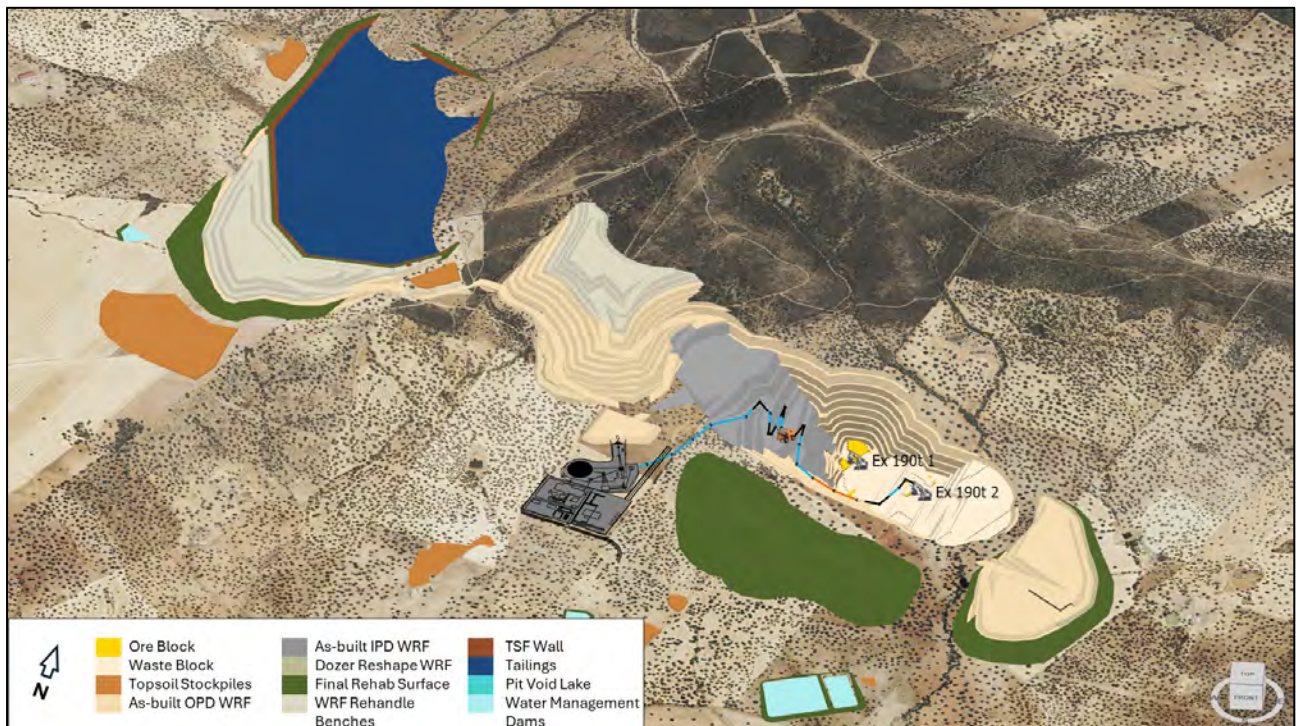 Ex 190t 1
Ex 190t 2
N
Ore Block
Waste Block
Topsoil Stockpiles
As-built OPD WRF
As-built IPD WRF
Dozer Reshape WRF
Final Rehab Surface
WRF Rehandle
Benches
TSF Wall
Tailings
Pit Void Lake
Water Management
Dams
FRONT